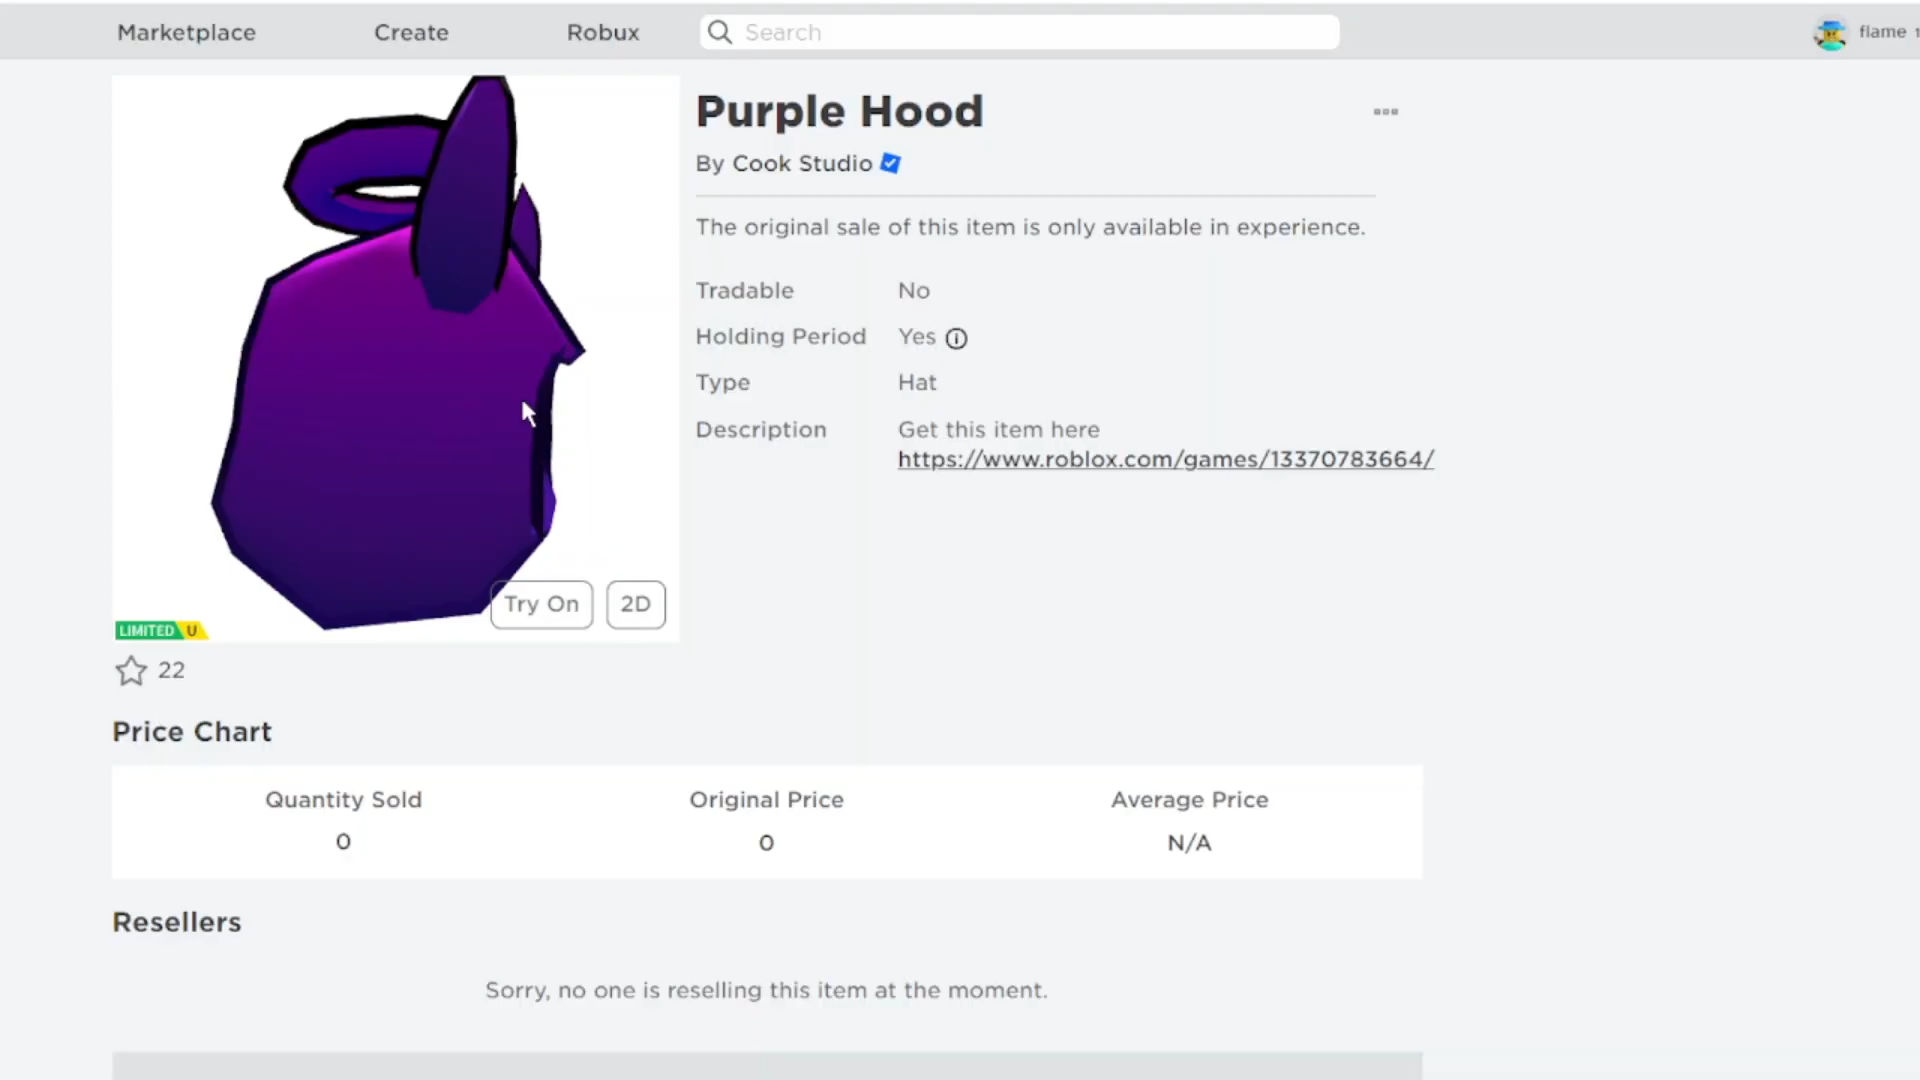 Marketplace Create Robux Search flame
Purple Hood
By Cook Studio
The original sale of this item is only available in experience.
Tradable No
Holding Period Yes
Type Hat
Description Get this item here
https://www.roblox.com/games/13370783664/
Try On 2D
LIMITED U
22
Price Chart
Quantity Sold Original Price Average Price
0 0 N/A
Resellers
Sorry, no one is reselling this item at the moment.